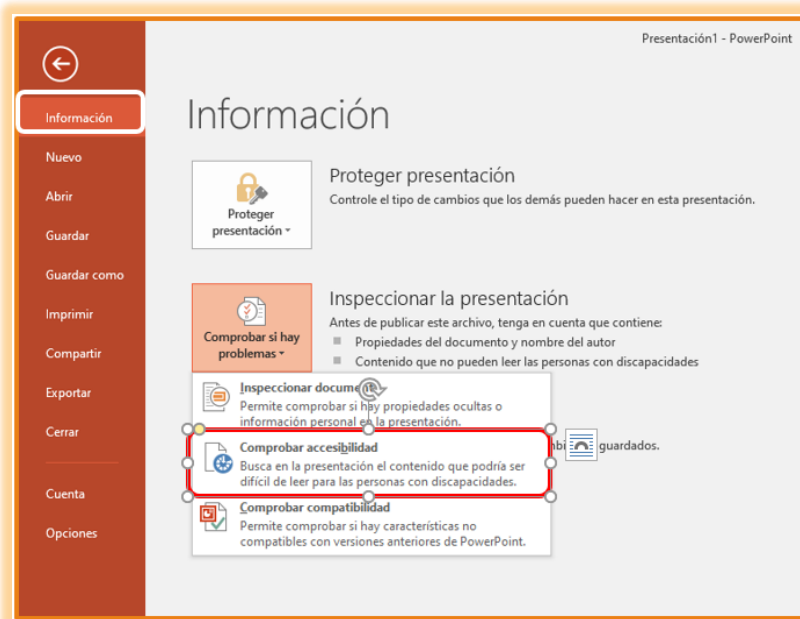 Presentación1 - PowerPoint
Información
Nuevo
Abrir
Guardar
Guardar como
Imprimir
Compartir
Exportar
Cerrar
Cuenta
Opciones
Información
Proteger
presentación
Proteger presentación
Controle el tipo de cambios que los demás pueden hacer en esta presentación.
Comprobar si hay
problemas
Inspeccionar la presentación
Antes de publicar este archivo, tenga en cuenta que contiene:
Propiedades del documento y nombre del autor
Contenido que no pueden leer las personas con discapacidades
Inspeccionar
Permite comprobar si hay propiedades ocultas o
información personal en la presentación.
Comprobar accesibilidad
Busca en la presentación el contenido que podría ser
difícil de leer para las personas con discapacidades.
guardados.
Comprobar compatibilidad
Permite comprobar si hay características no
compatibles con versiones anteriores de PowerPoint.